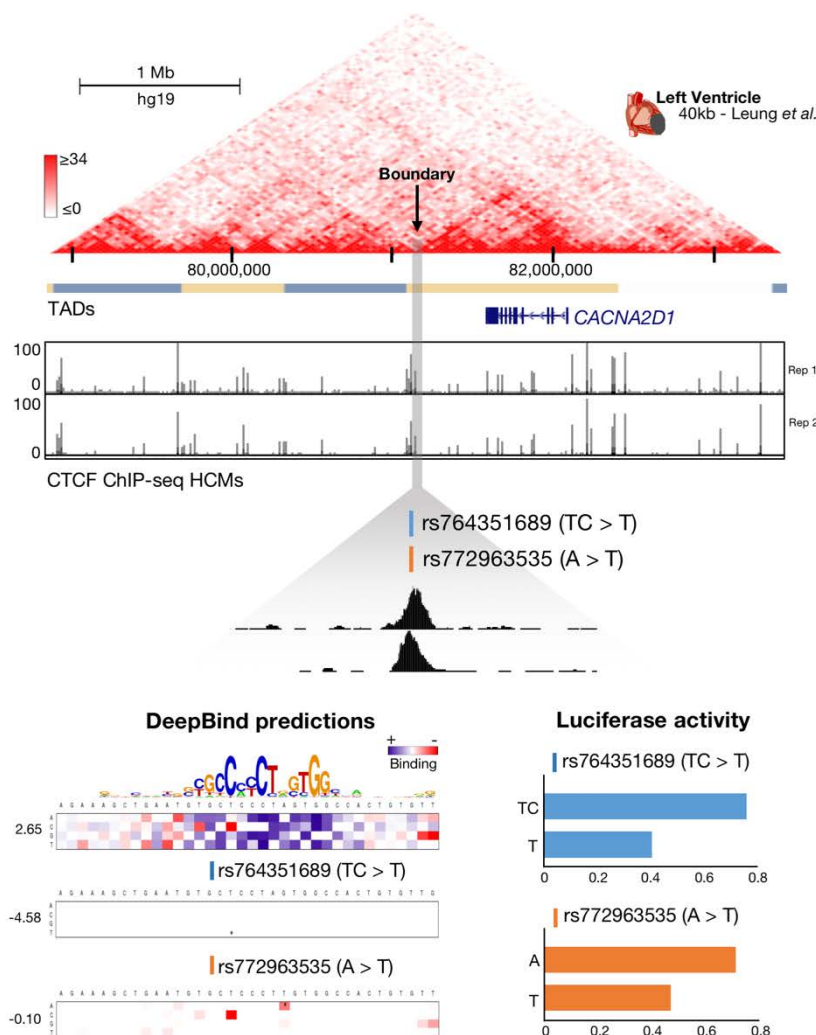 1 Mb
hg19
Left Ventricle
40kb - Leung et al.
≥34
≤0
Boundary
80,000,000
82,000,000
TADs
CACNA2D1
100
0
Rep 1
100
0
Rep 2
CTCF ChIP-seq HCMs
rs764351689 (TC > T)
rs772963535 (A > T)
DeepBind predictions
+ -
Binding
A G A A A G C T G A A T G T G C T C C C T A G T G G C C A C T G T G T T
A
C
G
T
2.65
rs764351689 (TC > T)
A G A A A G C T G A A T G T G C T C C T A G T G G C C A C T G T G T T G
A
C
G
T
-4.58
rs772963535 (A > T)
A G A A A G C T G A A T G T G C T C C C T T G T G G C C A C T G T G T T
A
C
G
T
-0.10
Luciferase activity
rs764351689 (TC > T)
TC
T
0 0.2 0.4 0.6 0.8
rs772963535 (A > T)
A
T
0 0.2 0.4 0.6 0.8